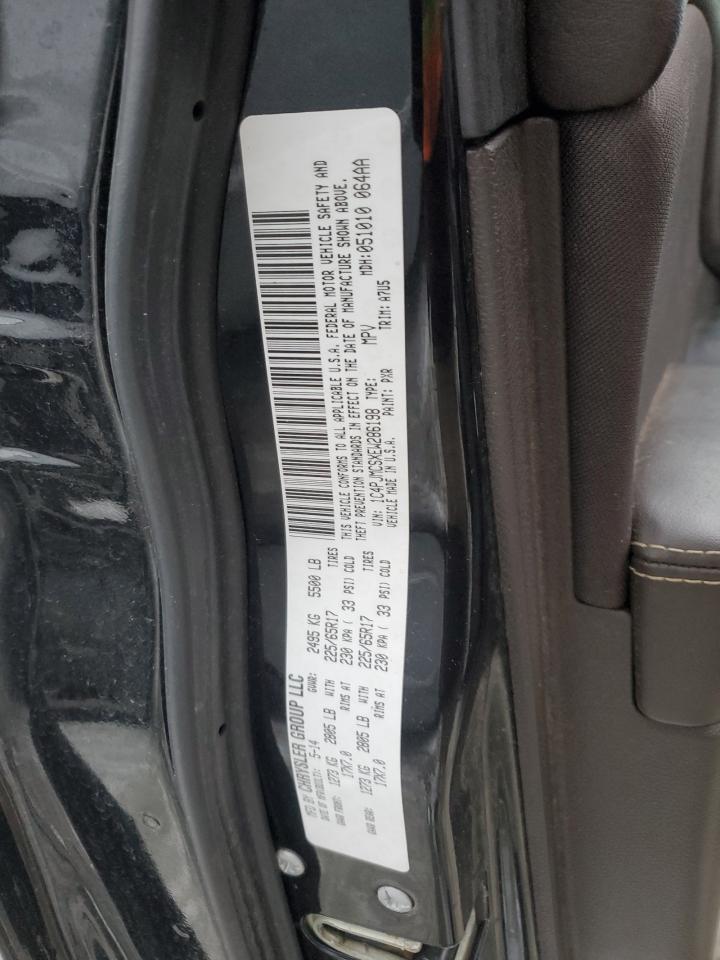 MFD BY CHRYSLER GROUP LLC
DATE OF MFR(BUILT): 5-14 GVWR: 2495 KG 5500 LB
GAWR FRONT: 1273 KG 2805 LB WITH 225/65R17 TIRES
17X7.0 RIMS AT 230 KPA ( 33 PSI) COLD
GAWR REAR: 1273 KG 2805 LB WITH 225/65R17 TIRES
17X7.0 RIMS AT 230 KPA ( 33 PSI) COLD
THIS VEHICLE CONFORMS TO ALL APPLICABLE U.S.A. FEDERAL MOTOR VEHICLE SAFETY AND
THEFT PREVENTION STANDARDS IN EFFECT ON THE DATE OF MANUFACTURE SHOWN ABOVE.
VIN: 1C4PJMCSXEW286198 TYPE: MPV MDH:051010 064AA
VEHICLE MADE IN U.S.A. PAINT: PXR TRIM: A7U5